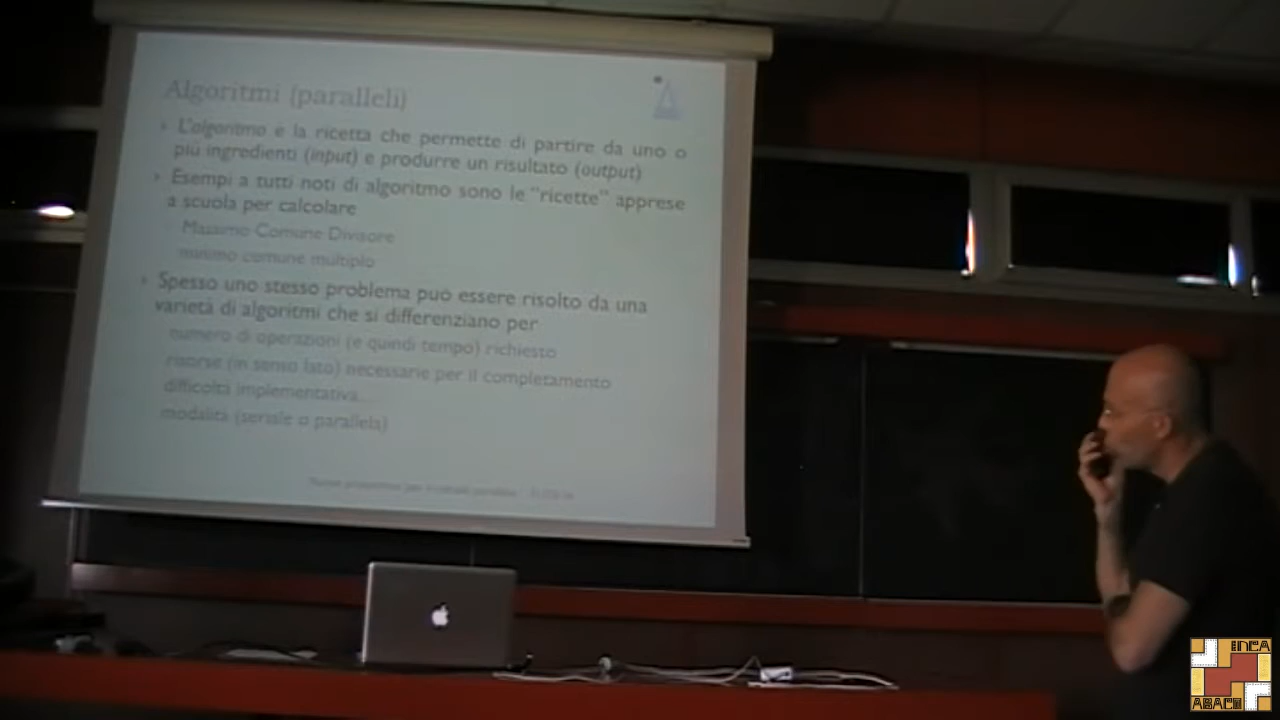 Algoritmi (paralleli)
L'algoritmo è la ricetta che permette di partire da uno o
più ingredienti (input) e produrre un risultato (output)
Esempi a tutti noti di algoritmo sono le "ricette" apprese
a scuola per calcolare
Massimo Comune Divisore
minimo comune multiplo
Spesso uno stesso problema può essere risolto da una
varietà di algoritmi che si differenziano per
numero di operazioni (e quindi tempo) richiesto
risorse (in senso lato) necessarie per il completamento
difficoltà implementativa...
modalità (seriale o parallela)
INCA
ABACO